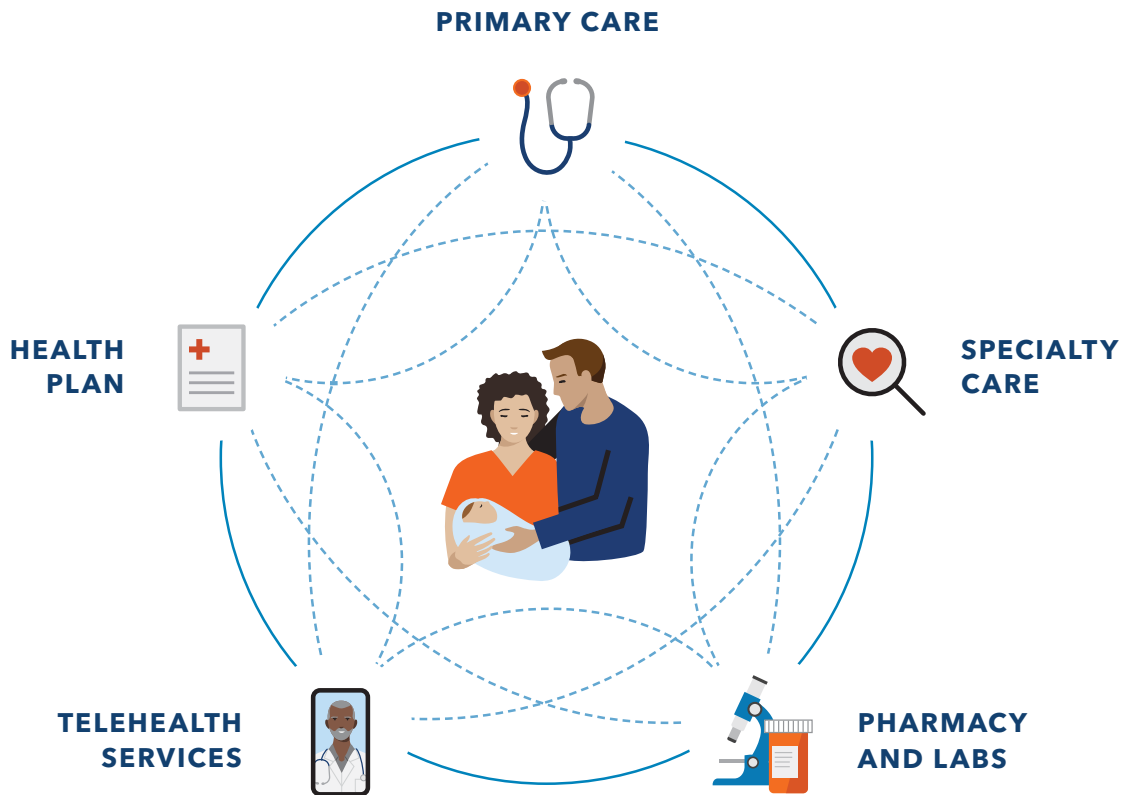 PRIMARY CARE
HEALTH
PLAN
SPECIALTY
CARE
TELEHEALTH
SERVICES
PHARMACY
AND LABS